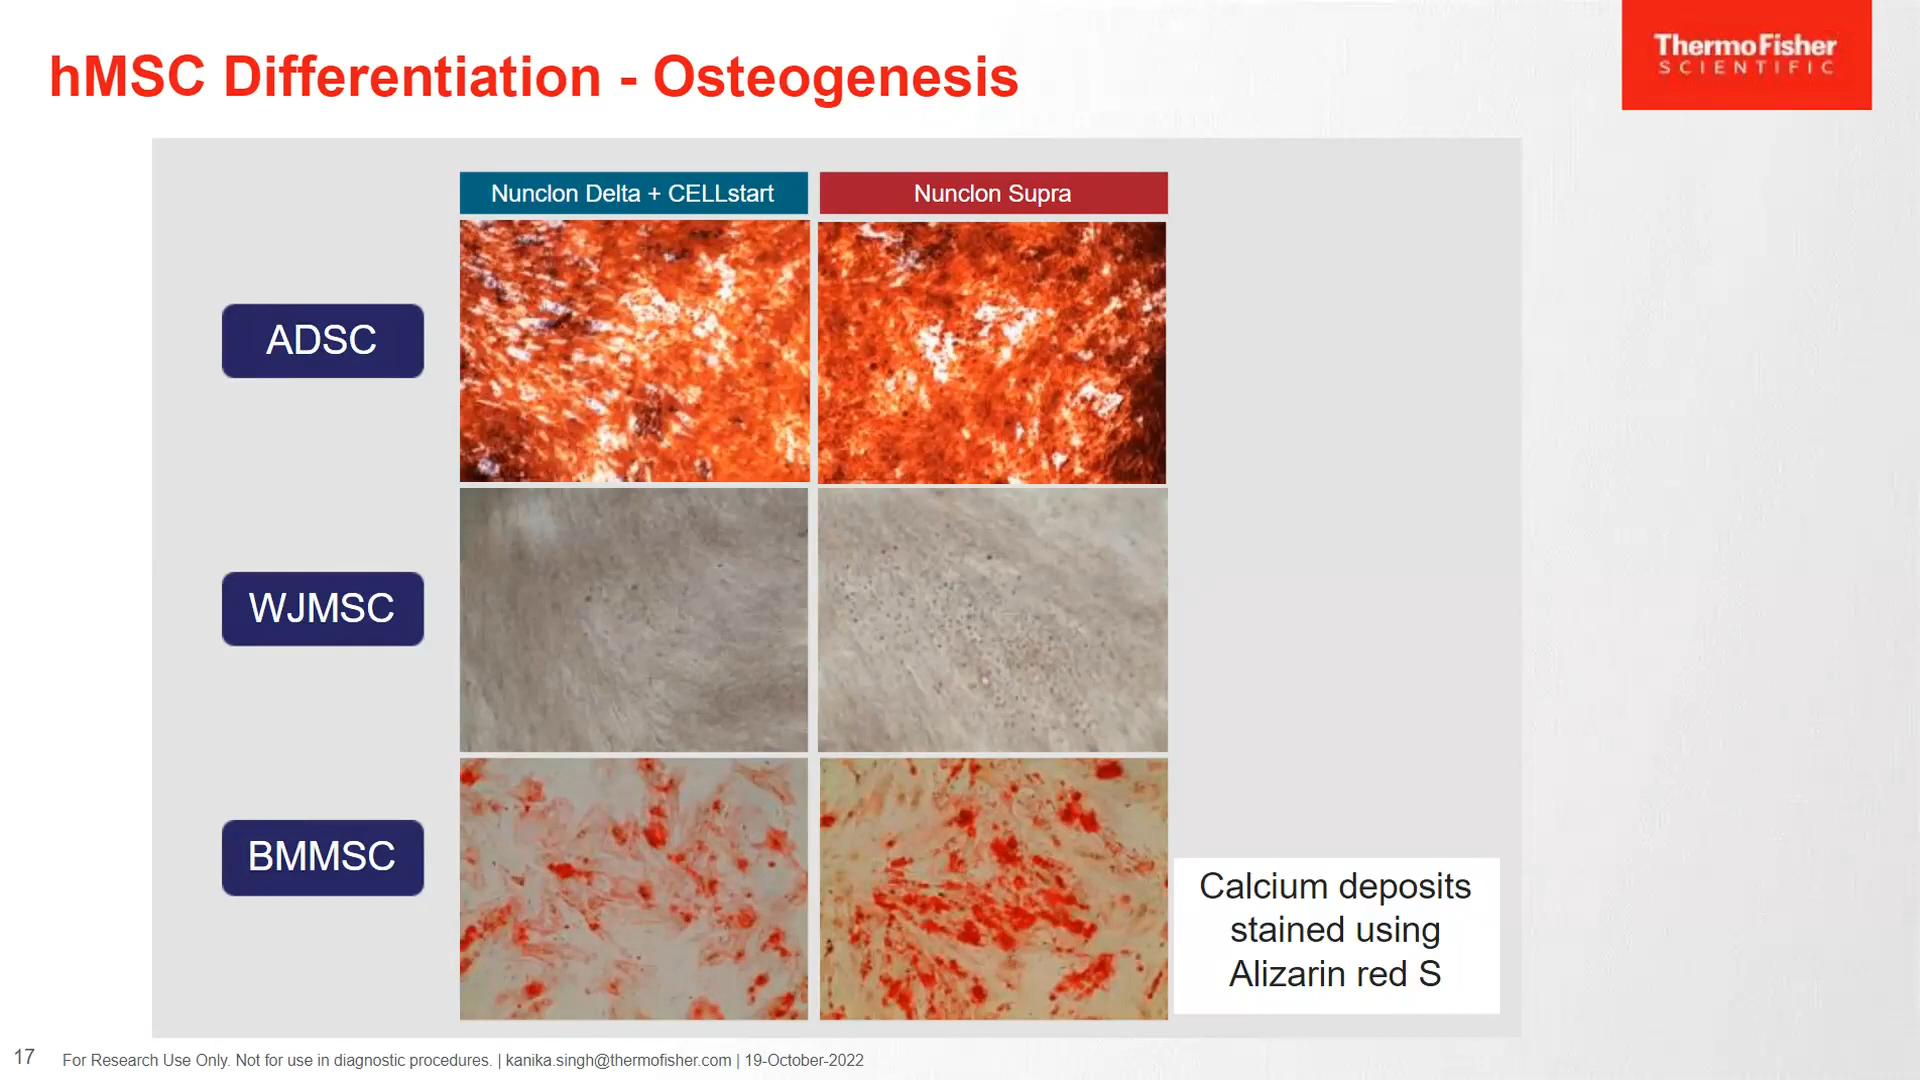 hMSC Differentiation - Osteogenesis
ThermoFisher
SCIENTIFIC
Nunclon Delta + CELLstart
Nunclon Supra
ADSC
WJMSC
BMMSC
Calcium deposits
stained using
Alizarin red S
17
For Research Use Only. Not for use in diagnostic procedures. | kanika.singh@thermofisher.com | 19-October-2022